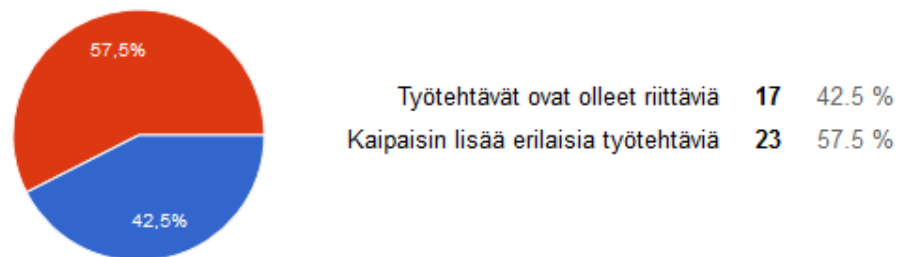 57,5%
Työtehtävät ovat olleet riittäviä 17 42.5 %
Kaipaisin lisää erilaisia työtehtäviä 23 57.5 %
42,5%